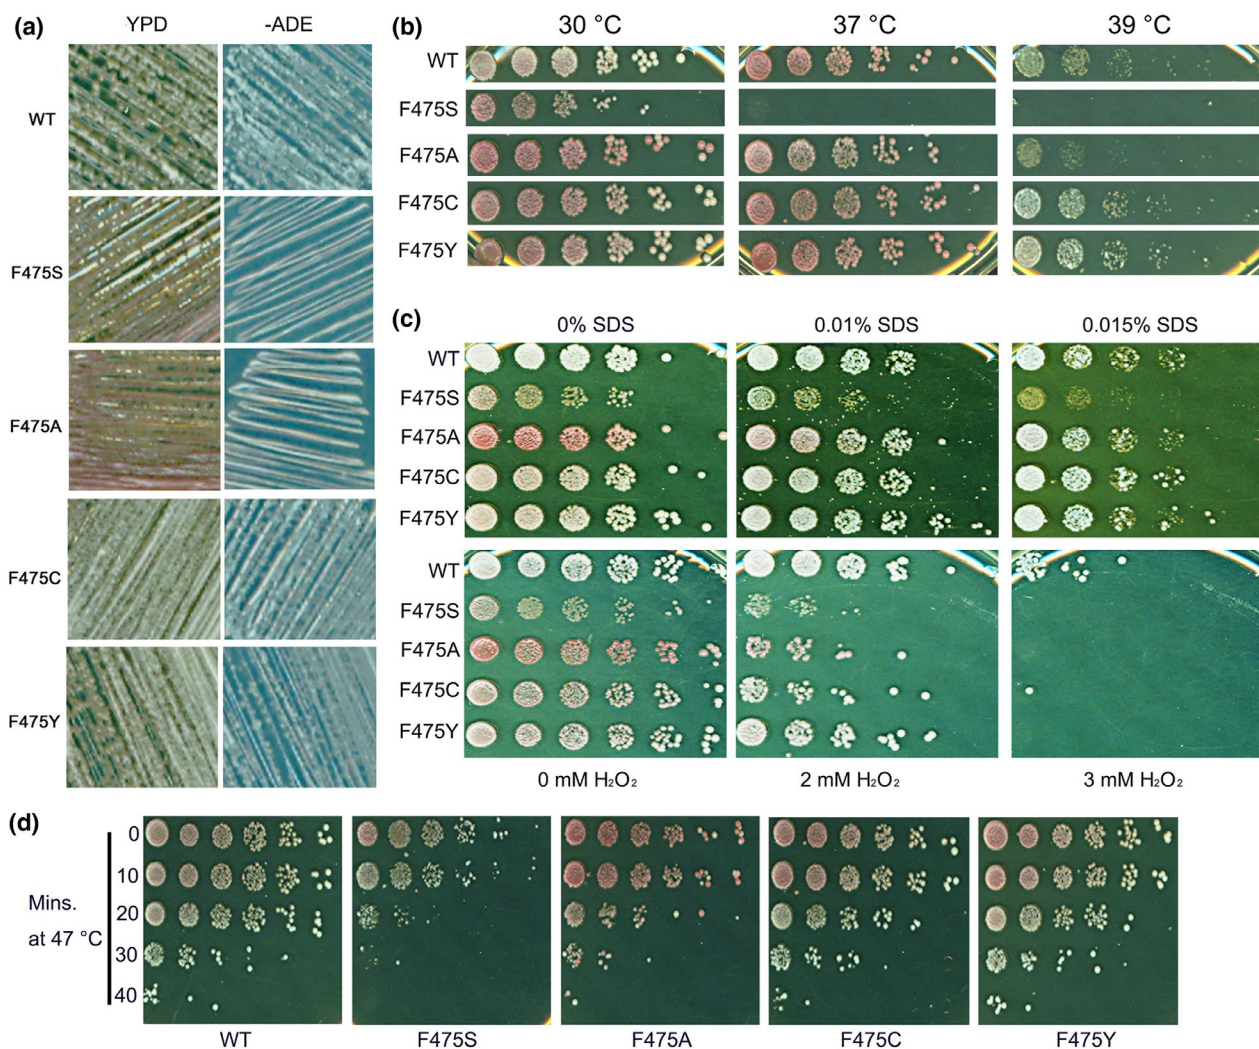 (a)
YPD
-ADE
WT
F475S
F475A
F475C
F475Y
(b)
30 °C
37 °C
39 °C
WT
F475S
F475A
F475C
F475Y
(c)
0% SDS
0.01% SDS
0.015% SDS
WT
F475S
F475A
F475C
F475Y
WT
F475S
F475A
F475C
F475Y
0 mM H₂O₂
2 mM H₂O₂
3 mM H₂O₂
(d)
Mins.
at 47 °C
0
10
20
30
40
WT
F475S
F475A
F475C
F475Y